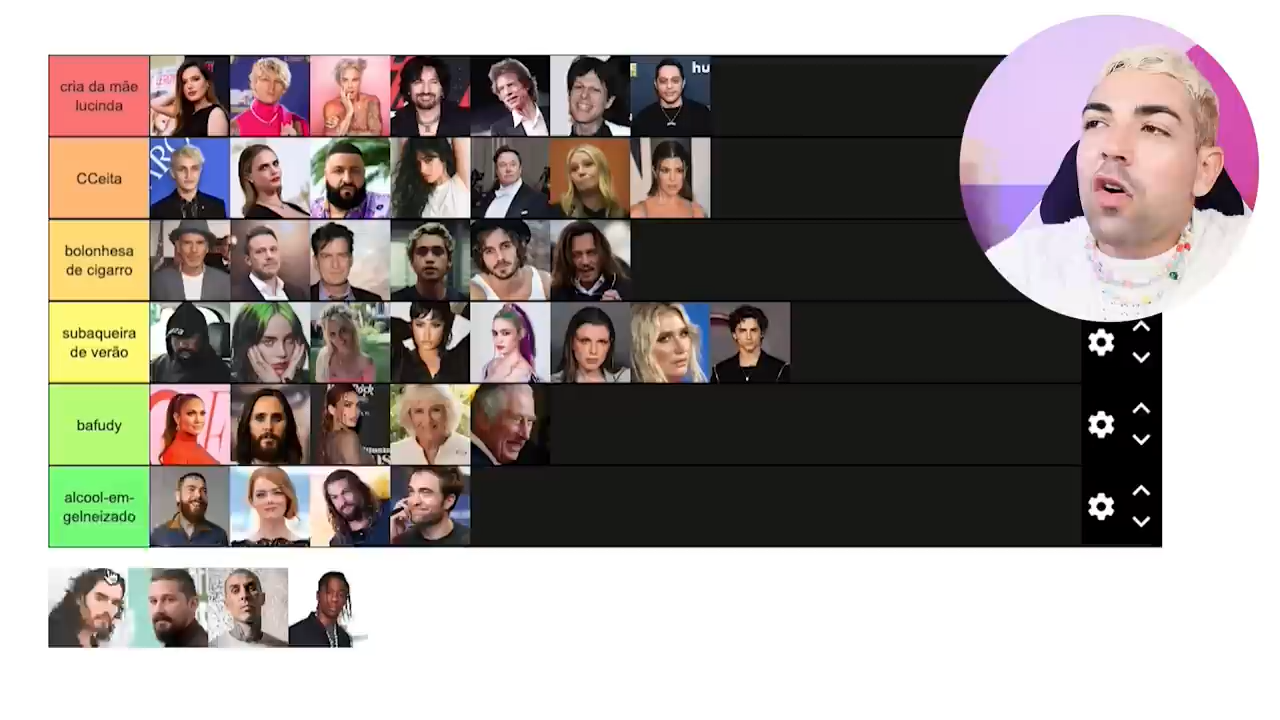 cria da mãe
lucinda
hu
CCeita
bolonhesa
de cigarro
subaqueira
de verão
bafudy
alcool-em-
gelneizado